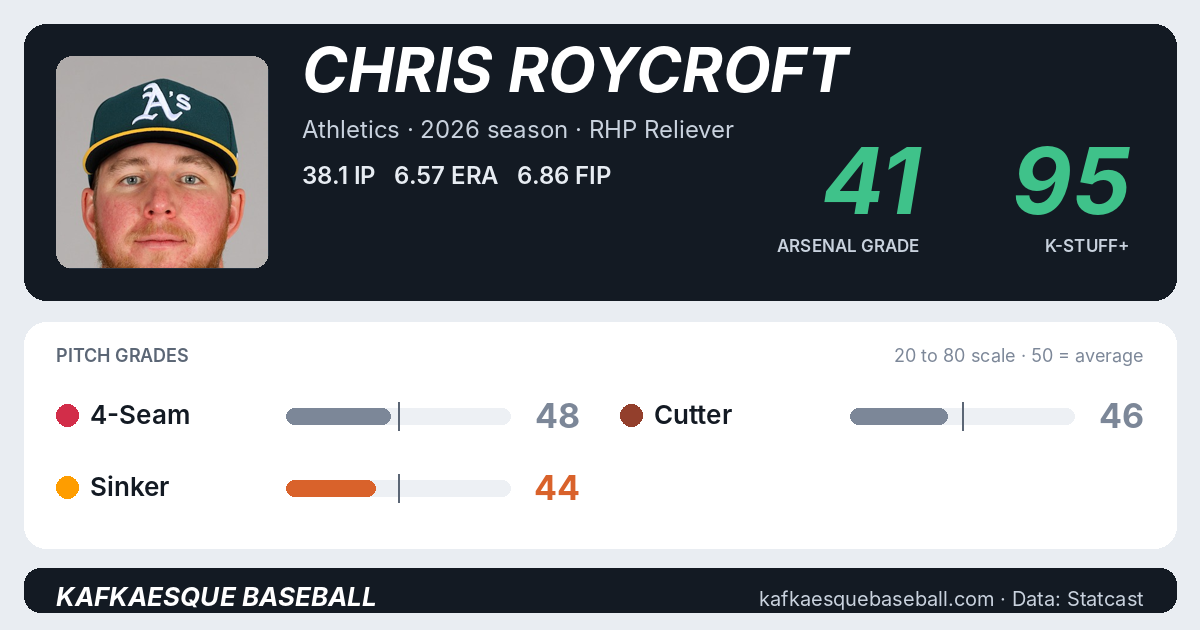 A's
CHRIS ROYCROFT
Athletics · 2026 season · RHP Reliever
38.1 IP 6.57 ERA 6.86 FIP
41 95
ARSENAL GRADE K-STUFF+
PITCH GRADES 20 to 80 scale · 50 = average
4-Seam 48 Cutter 46
Sinker 44
KAFKAESQUE BASEBALL kafkaesquebaseball.com · Data: Statcast